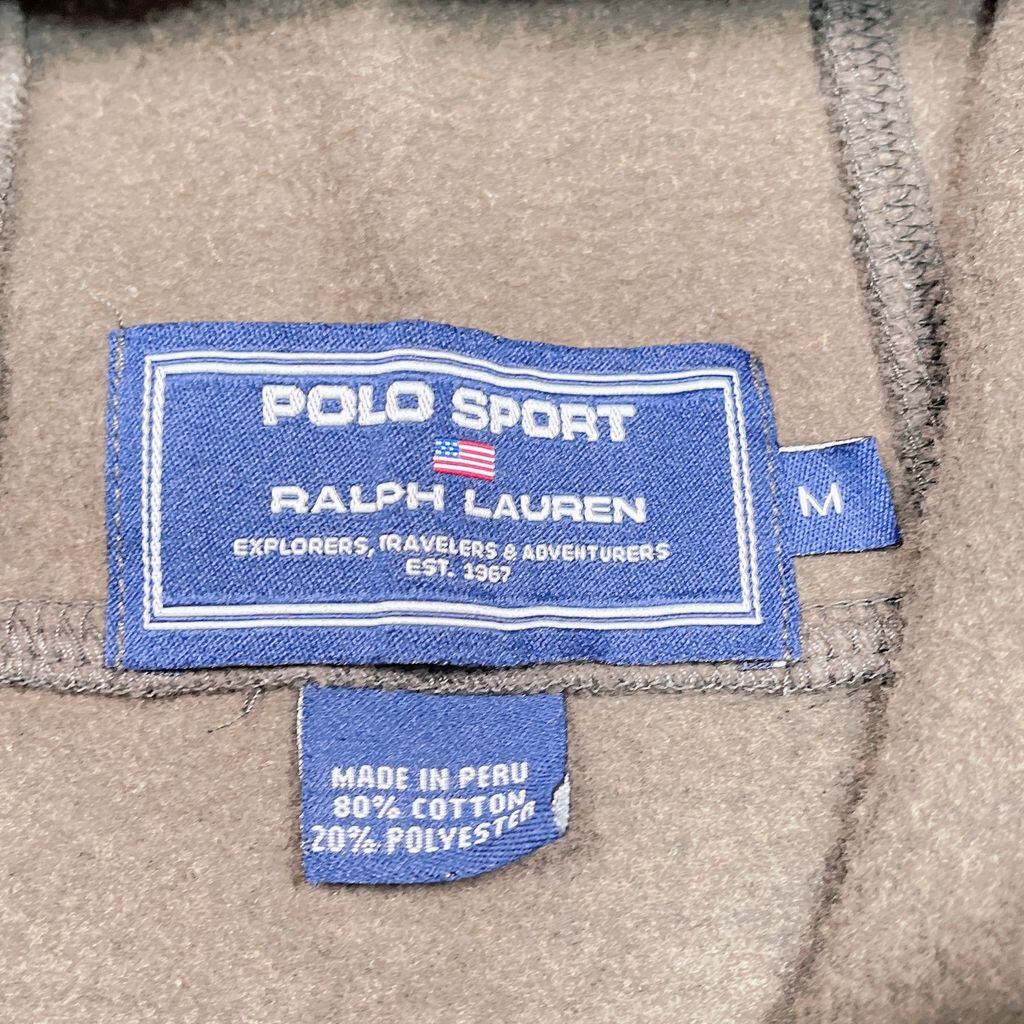 POLO SPORT
RALPH LAUREN
EXPLORERS, TRAVELERS & ADVENTURERS
EST. 1967
M
MADE IN PERU
80% COTTON
20% POLYESTER